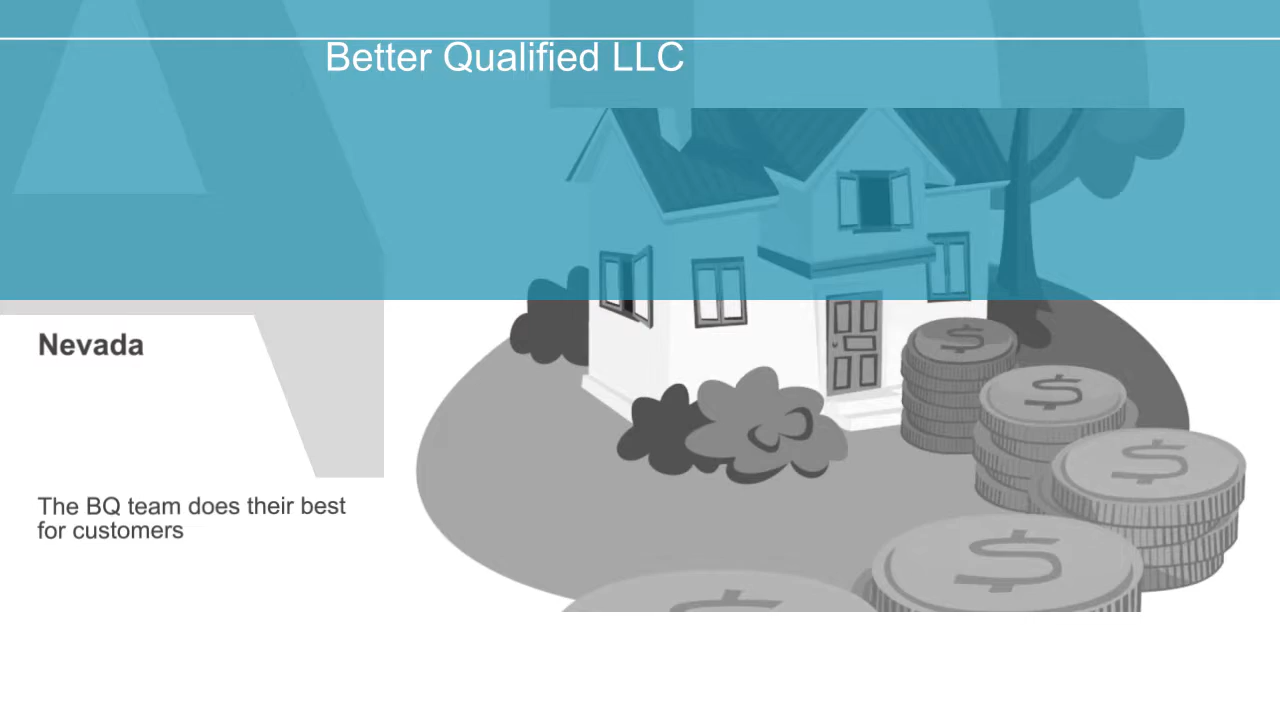 Better Qualified LLC
Nevada
The BQ team does their best
for customers